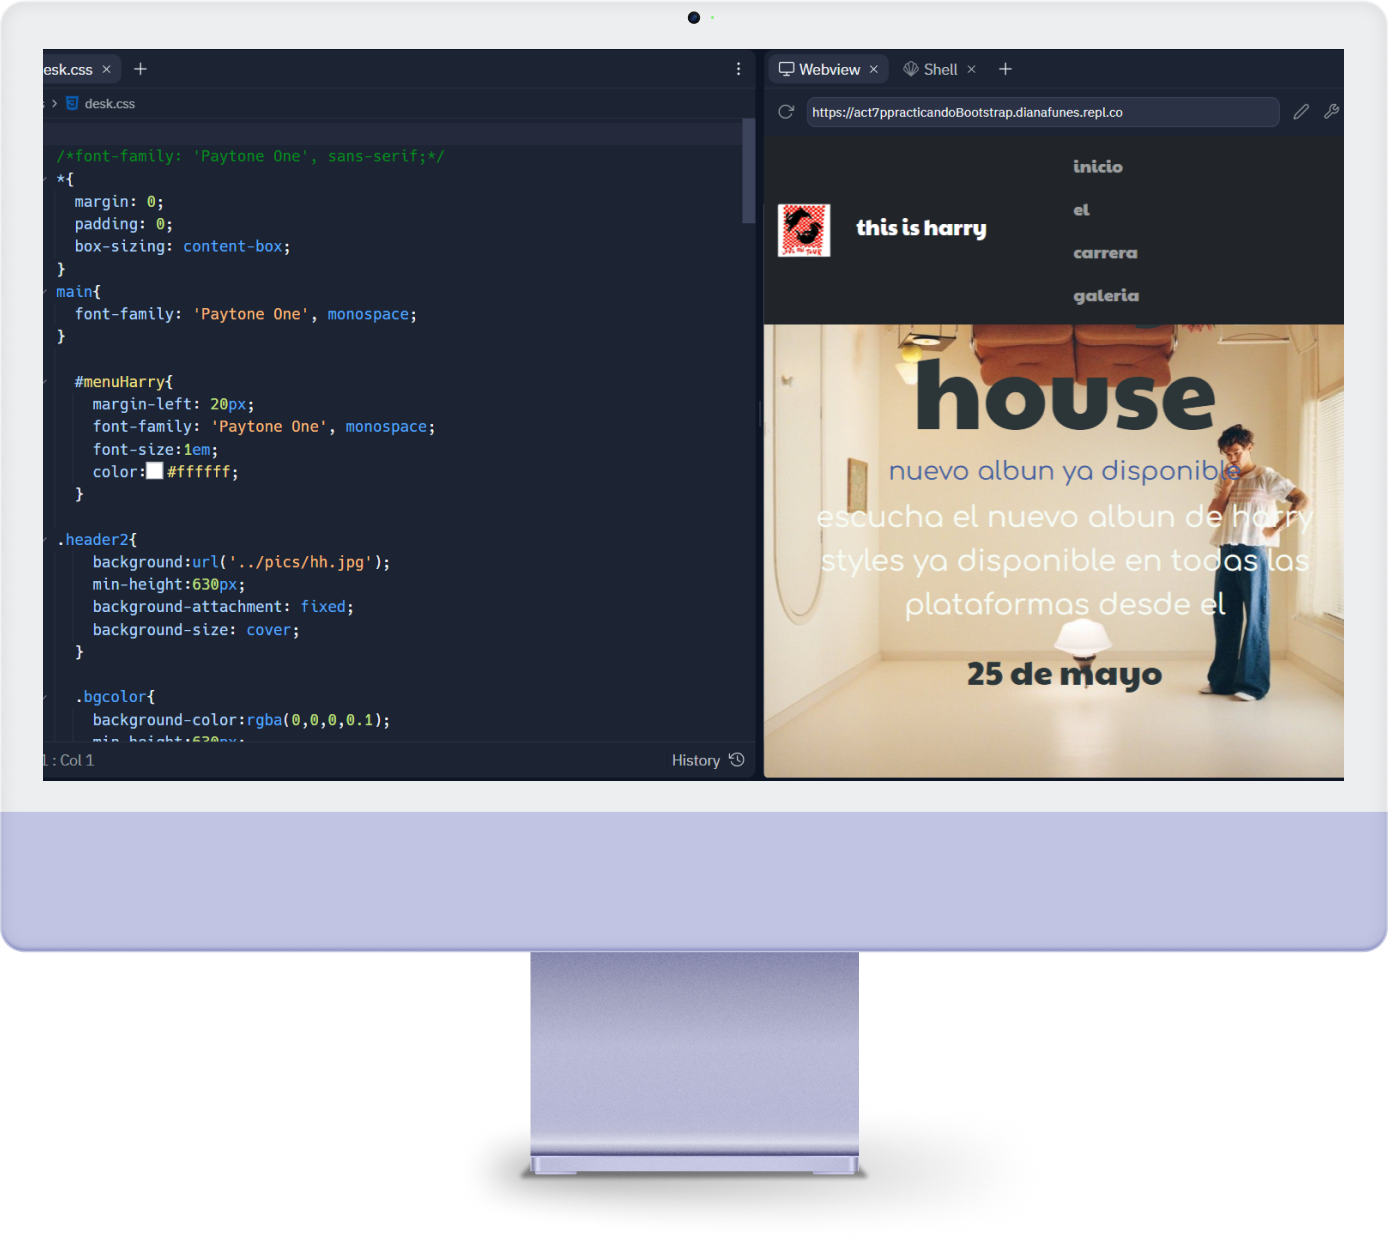 esk.css × +
desk.css
/*font-family: 'Paytone One', sans-serif;*/
*{
margin: 0;
padding: 0;
box-sizing: content-box;
}
main{
font-family: 'Paytone One', monospace;
}
#menuHarry{
margin-left: 20px;
font-family: 'Paytone One', monospace;
font-size:1em;
color:#ffffff;
}
.header2{
background:url('../pics/hh.jpg');
min-height:630px;
background-attachment: fixed;
background-size: cover;
}
.bgcolor{
background-color:rgba(0,0,0,0.1);
min-height:630px;
1 : Col 1
History
Webview × Shell × +
https://act7ppracticandoBootstrap.dianafunes.repl.co
this is harry
inicio
el
carrera
galeria
house
nuevo albun ya disponible
escucha el nuevo albun de harry
styles ya disponible en todas las
plataformas desde el
25 de mayo